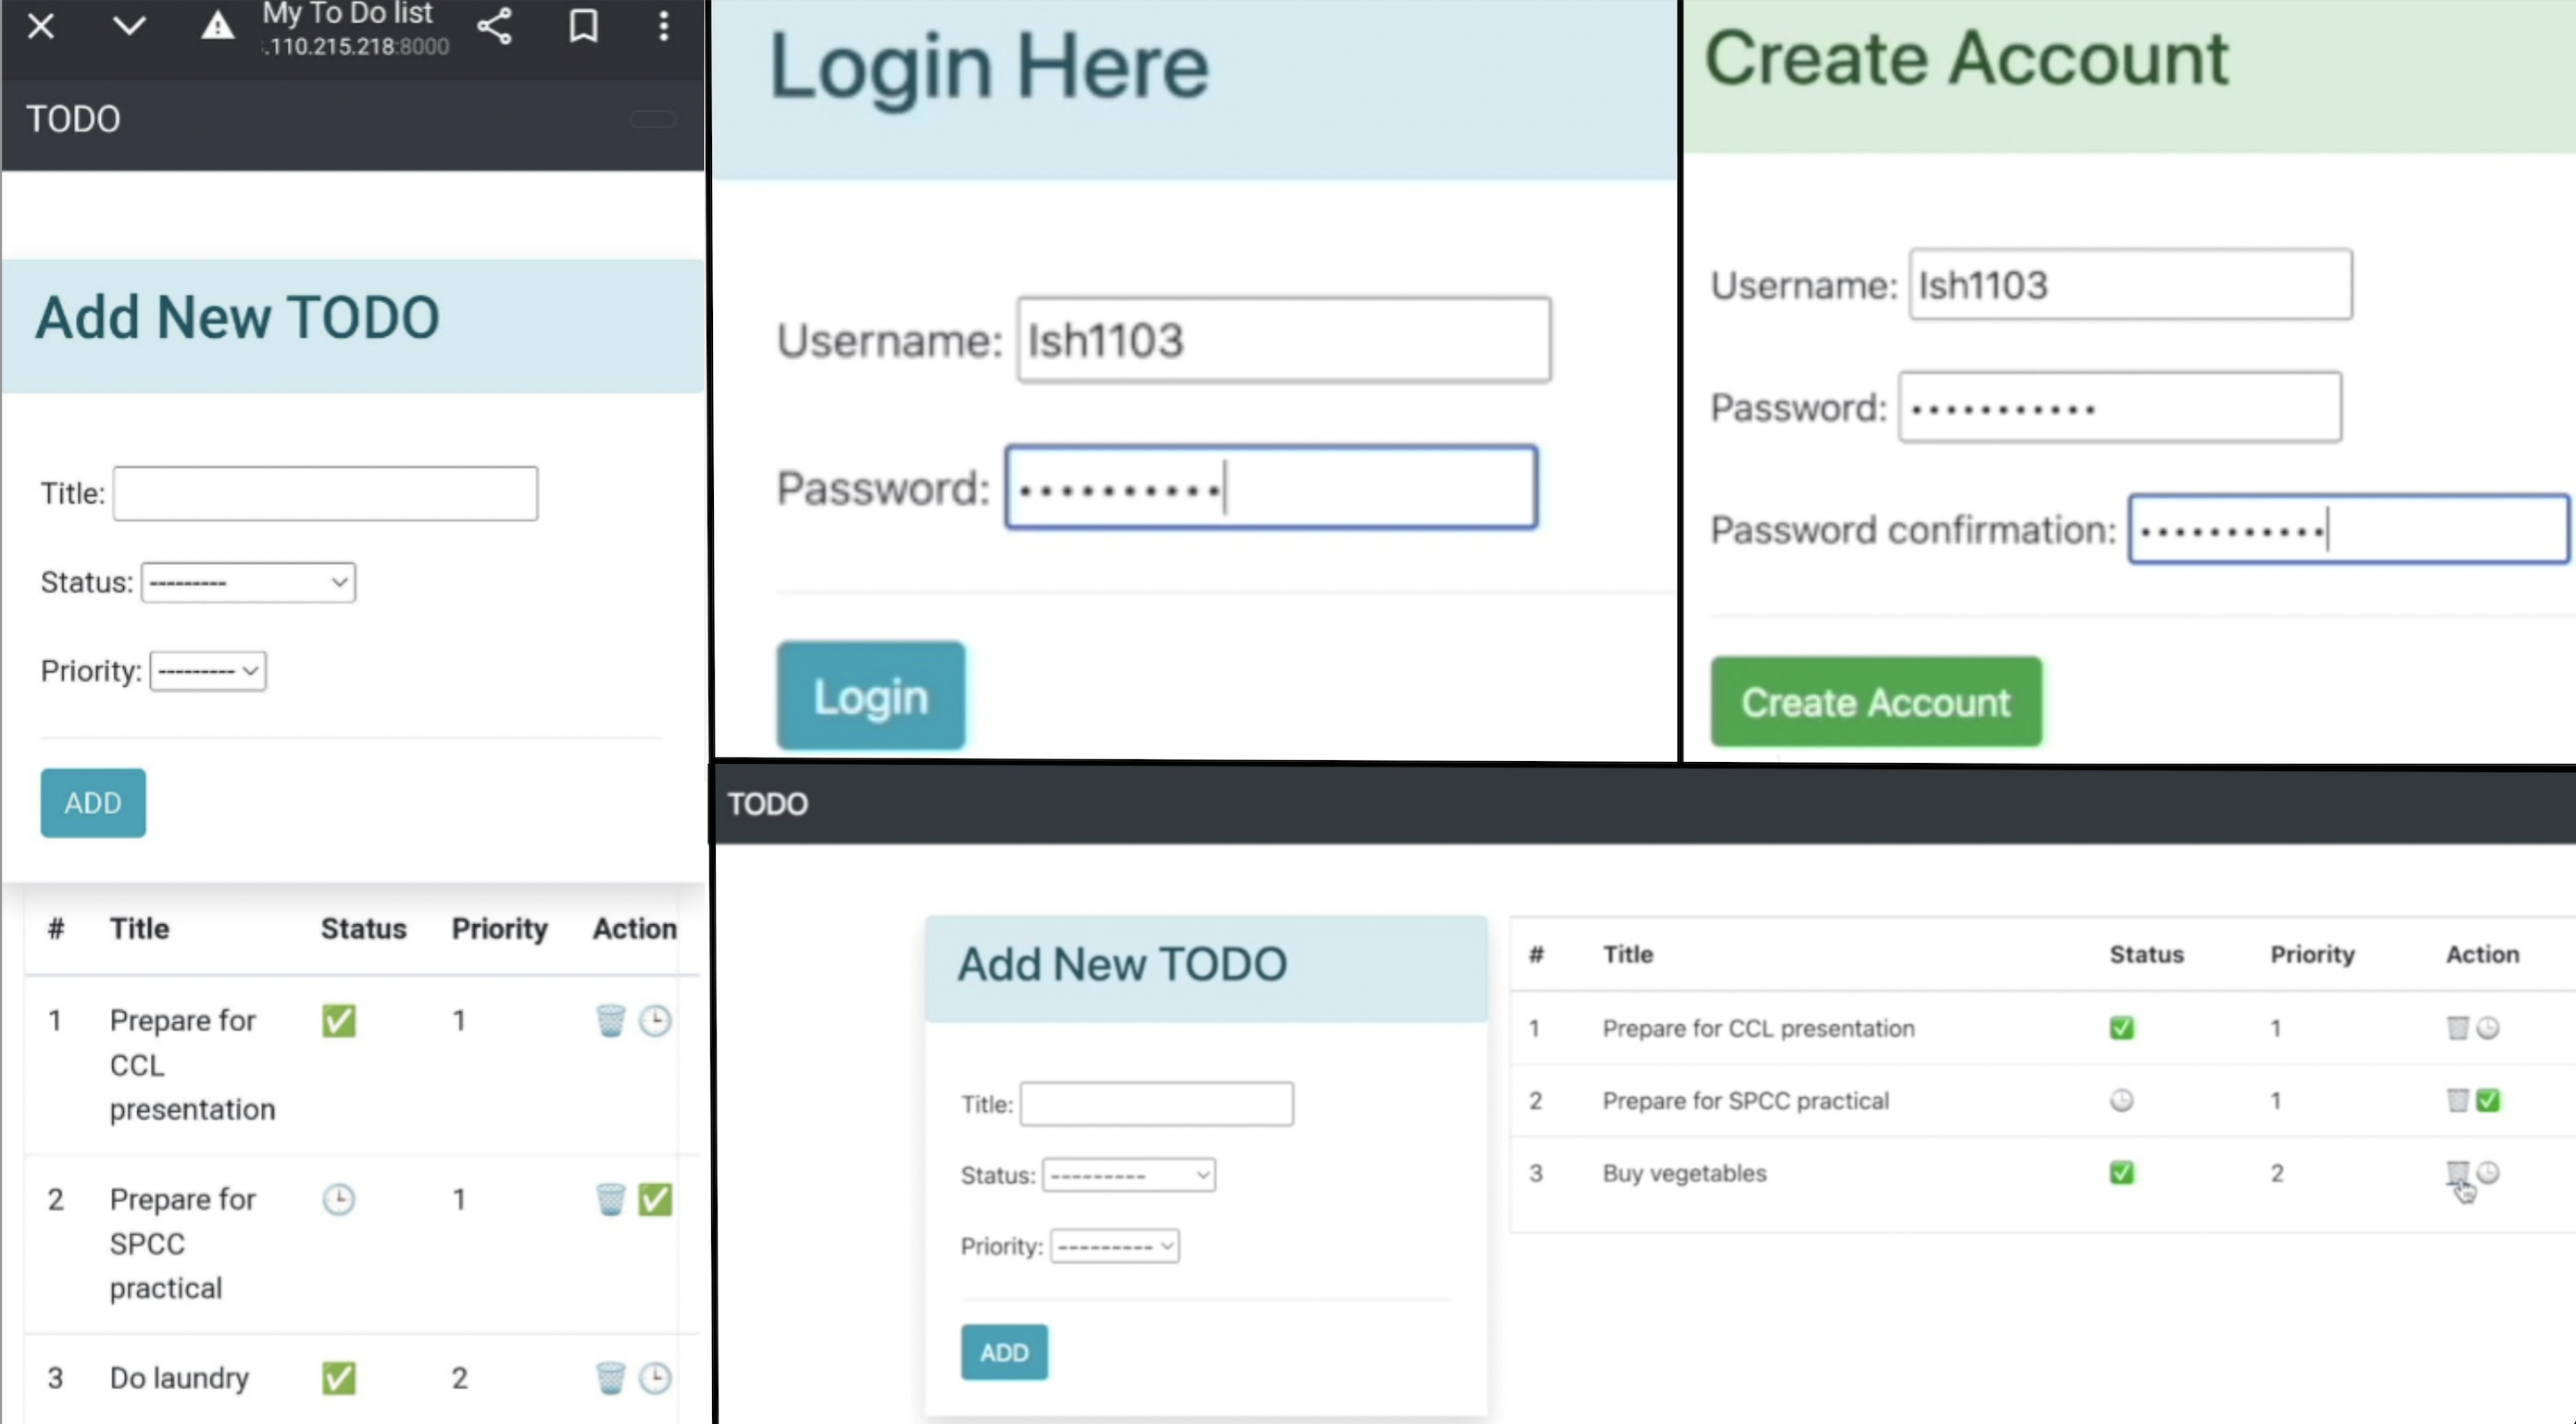 My To Do list
.110.215.218:8000
TODO
Add New TODO
Title:
Status: ---------
Priority: ---------
ADD
# Title Status Priority Action
1 Prepare for CCL presentation 1
2 Prepare for SPCC practical 1
3 Do laundry 2
Login Here
Username: Ish1103
Password:
Login
Create Account
Username: Ish1103
Password:
Password confirmation:
Create Account
TODO
Add New TODO
Title:
Status: ---------
Priority: ---------
ADD
# Title Status Priority Action
1 Prepare for CCL presentation 1
2 Prepare for SPCC practical 1
3 Buy vegetables 2